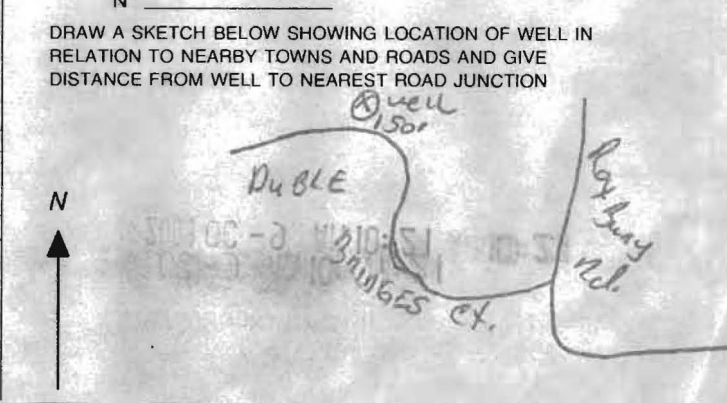 N
DRAW A SKETCH BELOW SHOWING LOCATION OF WELL IN
RELATION TO NEARBY TOWNS AND ROADS AND GIVE
DISTANCE FROM WELL TO NEAREST ROAD JUNCTION
well
150'
DuBLE
BRIDGES Ct.
RoxBury
Rd.
N